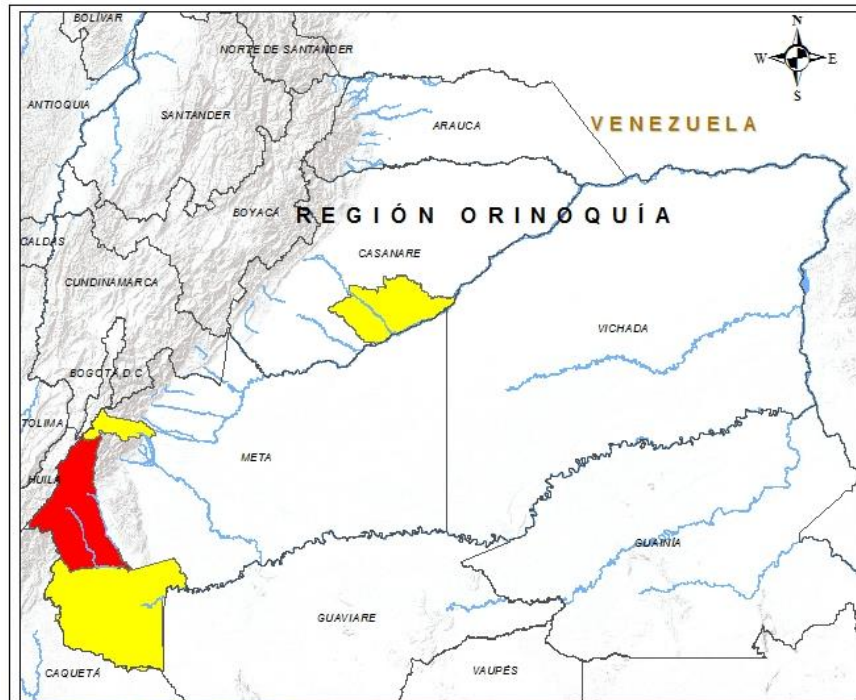 BOLÍVAR
N
W E
S
NORTE DE SANTANDER
ANTIOQUIA
SANTANDER
ARAUCA
VENEZUELA
BOYACÁ
REGIÓN ORINOQUÍA
CALDAS
CASANARE
CUNDINAMARCA
VICHADA
BOGOTÁ D.C
TOLIMA
META
HUILA
GUAINÍA
GUAVIARE
CAQUETÁ
VAUPÉS